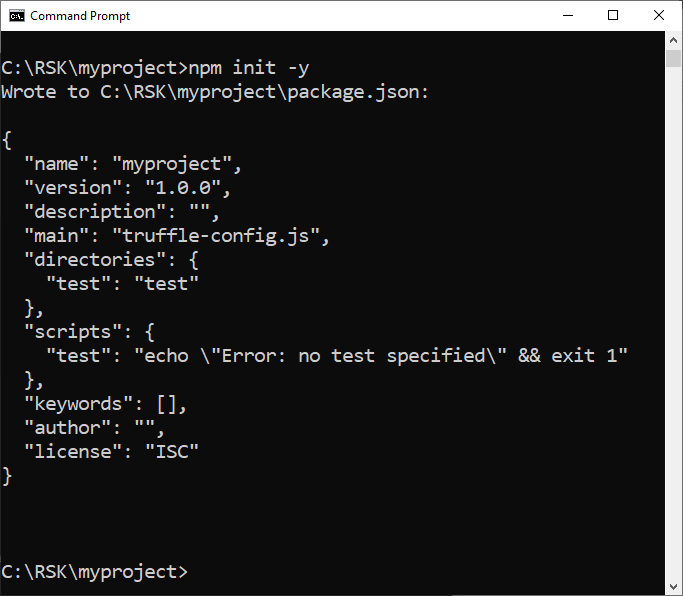 Command Prompt
C:\RSK\myproject>npm init -y
Wrote to C:\RSK\myproject\package.json:
{
  "name": "myproject",
  "version": "1.0.0",
  "description": "",
  "main": "truffle-config.js",
  "directories": {
    "test": "test"
  },
  "scripts": {
    "test": "echo \"Error: no test specified\" && exit 1"
  },
  "keywords": [],
  "author": "",
  "license": "ISC"
}
C:\RSK\myproject>